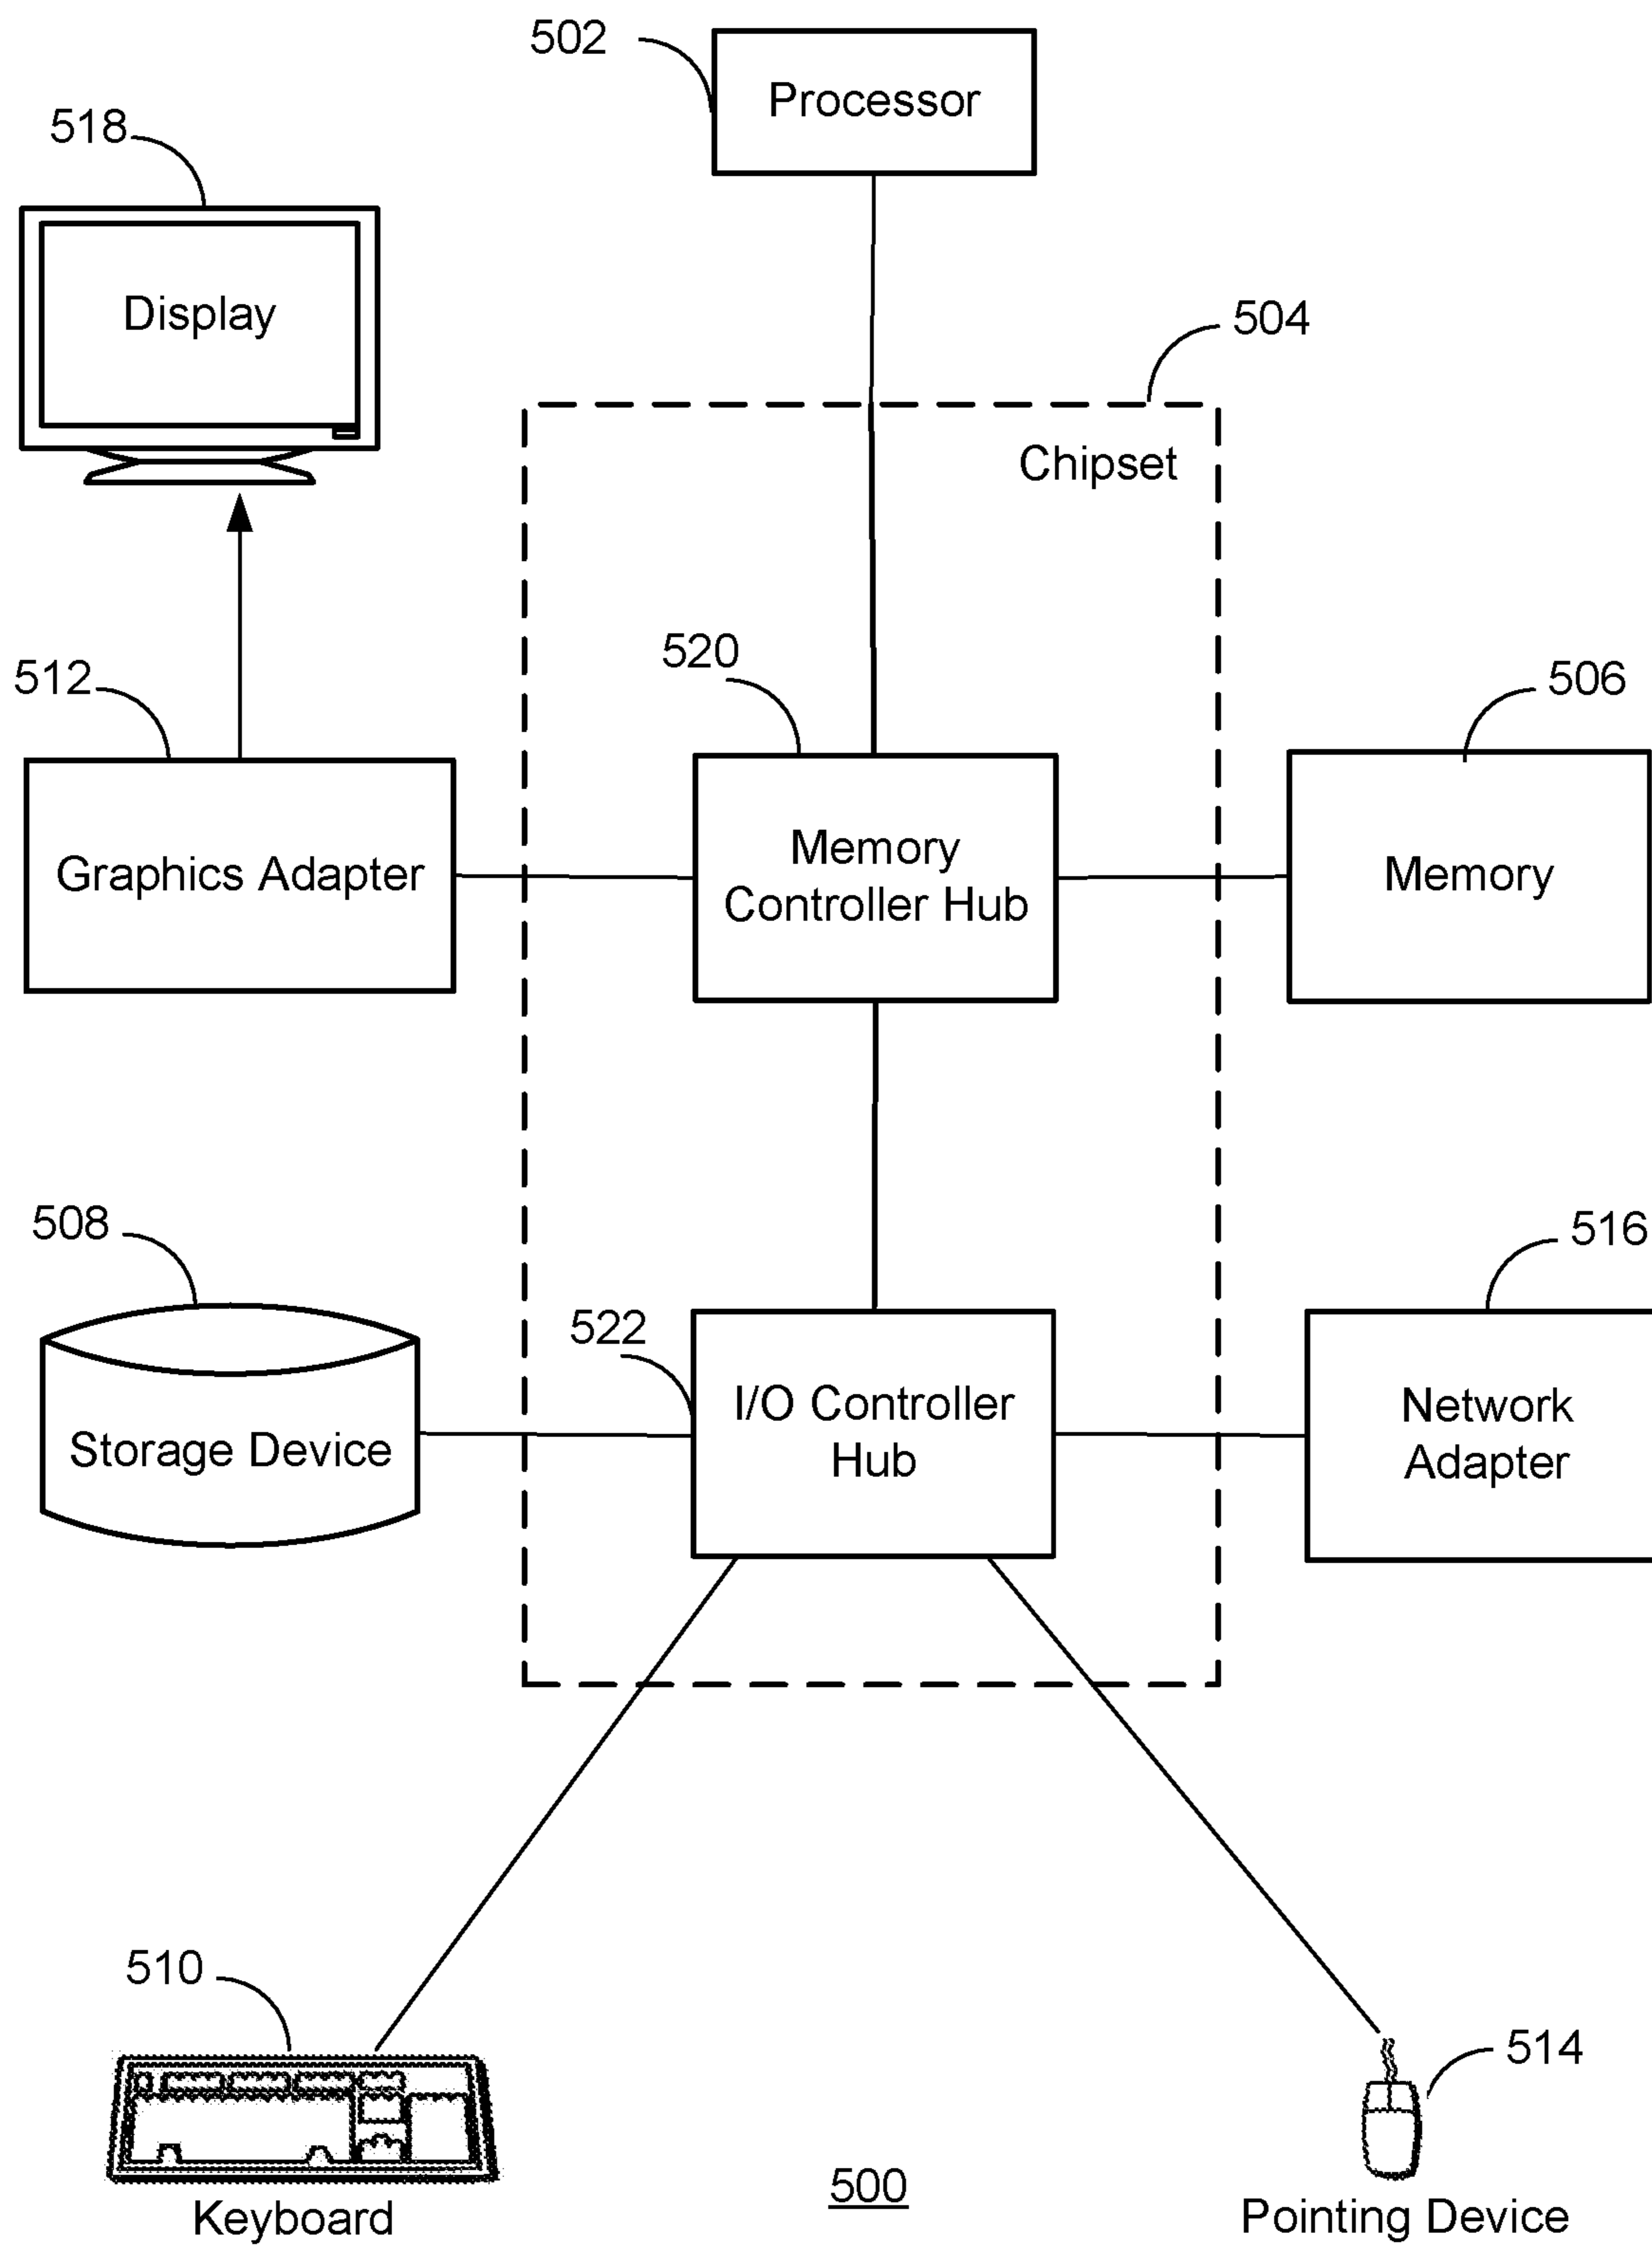 502
Processor
518
Display
504
Chipset
520
512
506
Graphics Adapter
Memory
Controller Hub
Memory
508
516
522
Storage Device
I/O Controller
Hub
Network
Adapter
510
514
Keyboard
500
Pointing Device